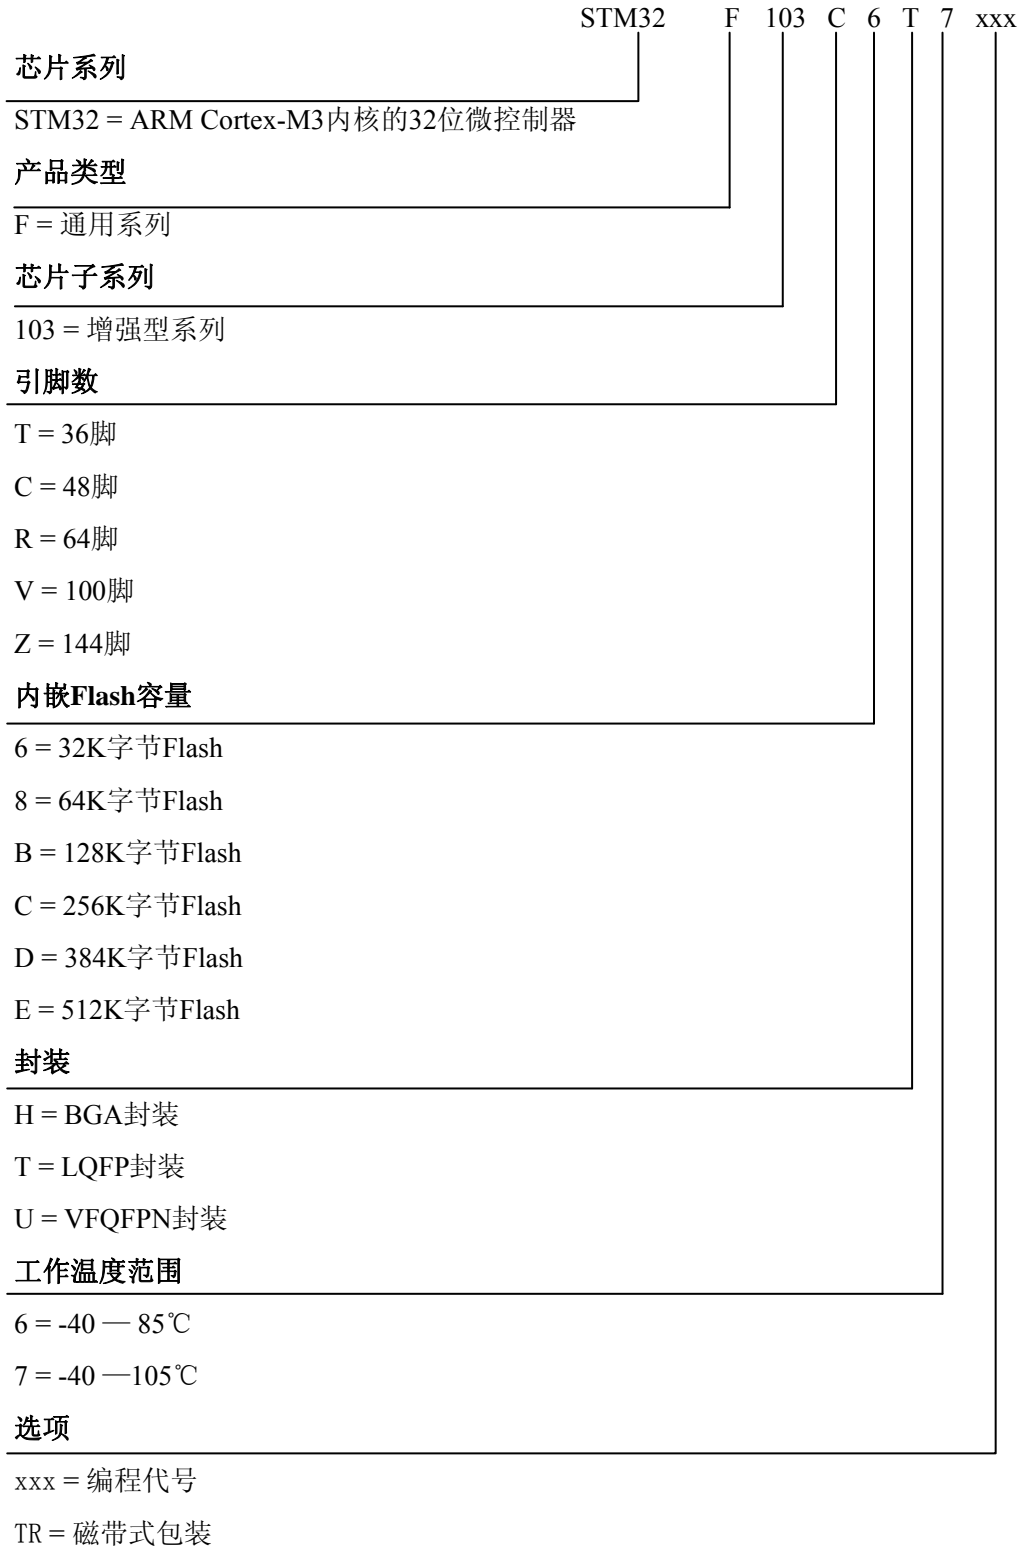 STM32 F 103 C 6 T 7 xxx
芯片系列
STM32 = ARM Cortex-M3内核的32位微控制器
产品类型
F = 通用系列
芯片子系列
103 = 增强型系列
引脚数
T = 36脚
C = 48脚
R = 64脚
V = 100脚
Z = 144脚
内嵌Flash容量
6 = 32K字节Flash
8 = 64K字节Flash
B = 128K字节Flash
C = 256K字节Flash
D = 384K字节Flash
E = 512K字节Flash
封装
H = BGA封装
T = LQFP封装
U = VFQFPN封装
工作温度范围
6 = -40 — 85℃
7 = -40 —105℃
选项
xxx = 编程代号
TR = 磁带式包装